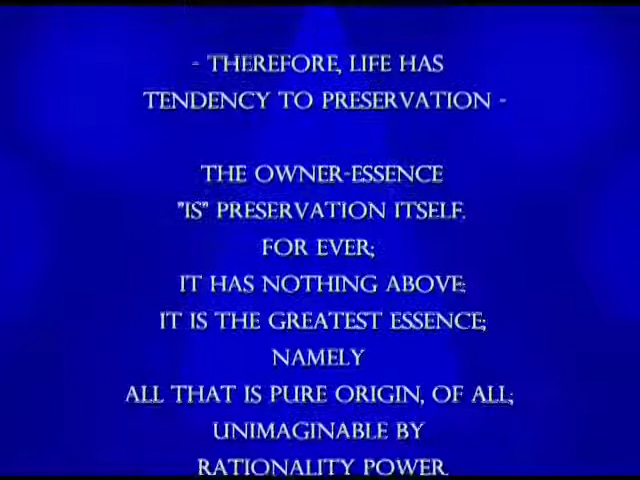 - THEREFORE, LIFE HAS
TENDENCY TO PRESERVATION -
THE OWNER-ESSENCE
"IS" PRESERVATION ITSELF.
FOR EVER;
IT HAS NOTHING ABOVE;
IT IS THE GREATEST ESSENCE;
NAMELY
ALL THAT IS PURE ORIGIN, OF ALL;
UNIMAGINABLE BY
RATIONALITY POWER